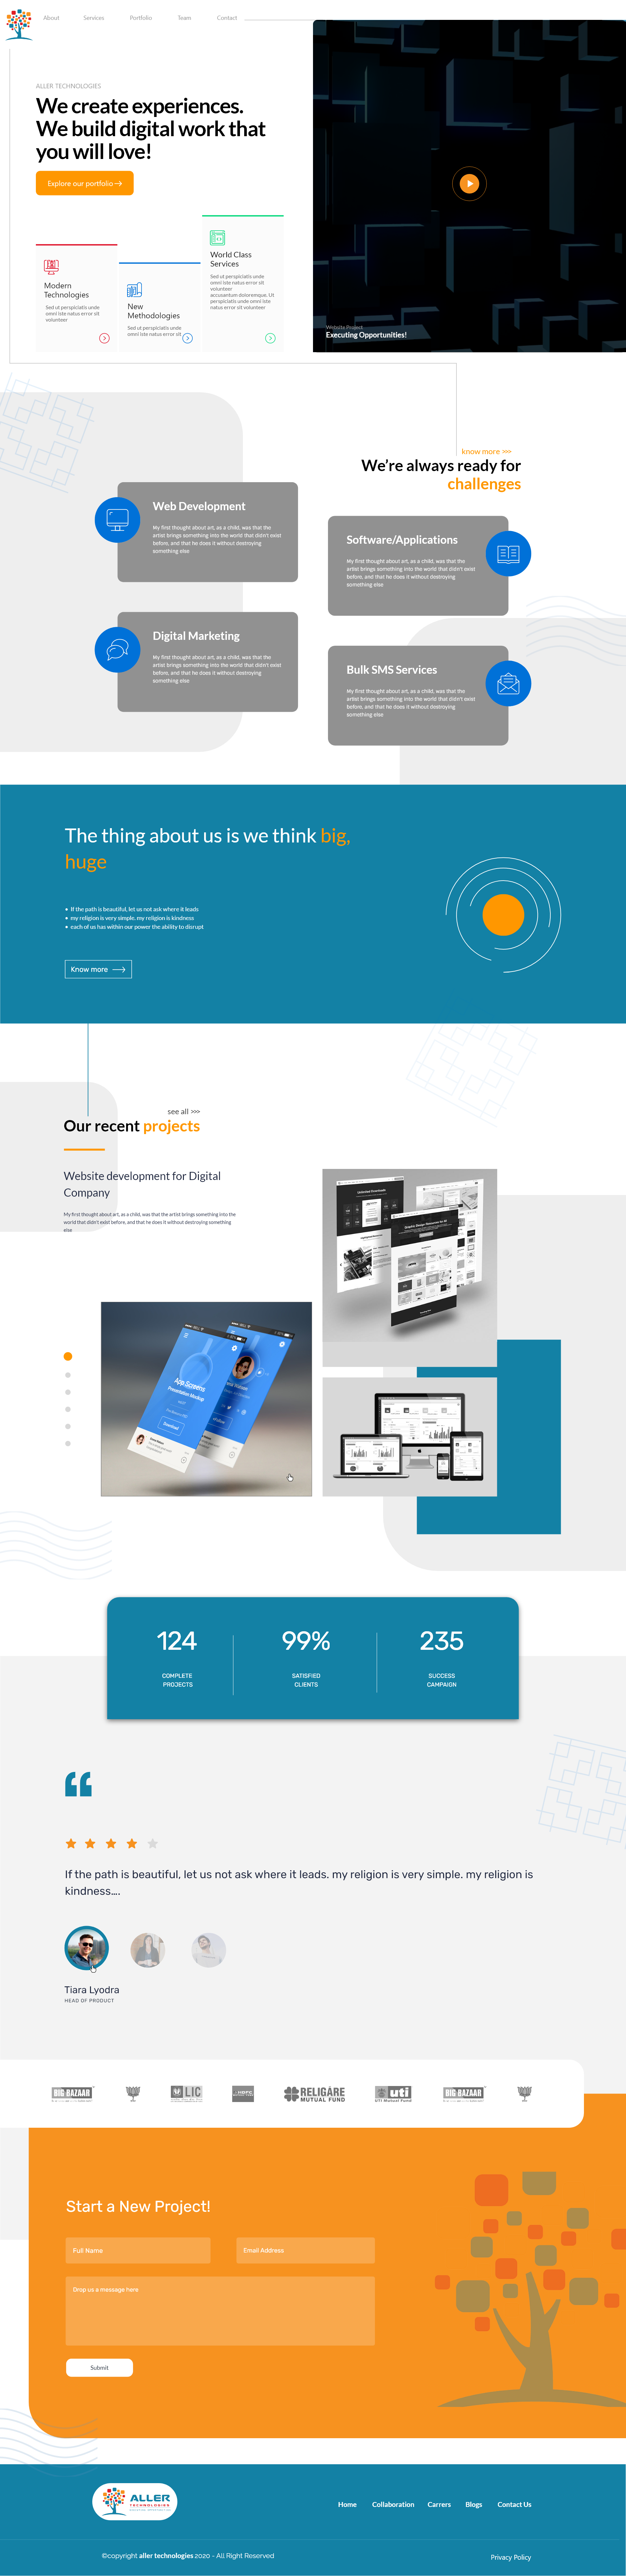 About Services Portfolio Team Contact
ALLER TECHNOLOGIES
We create experiences.
We build digital work that
you will love!
Explore our portfolio
Modern
Technologies
Sed ut perspiciatis unde
omni iste natus error sit
volunteer
New
Methodologies
Sed ut perspiciatis unde
omni iste natus error sit
World Class
Services
Sed ut perspiciatis unde
omni iste natus error sit
volunteer
accusantum doloremque. Ut
perspiciatis unde omni iste
natus error sit volunteer
Website Project
Executing Opportunities!
know more >>>
We're always ready for
challenges
Web Development
My first thought about art, as a child, was that the
artist brings something into the world that didn't exist
before, and that he does it without destroying
something else
Software/Applications
My first thought about art, as a child, was that the
artist brings something into the world that didn't exist
before, and that he does it without destroying
something else
Digital Marketing
My first thought about art, as a child, was that the
artist brings something into the world that didn't exist
before, and that he does it without destroying
something else
Bulk SMS Services
My first thought about art, as a child, was that the
artist brings something into the world that didn't exist
before, and that he does it without destroying
something else
The thing about us is we think big,
huge
• If the path is beautiful, let us not ask where it leads
• my religion is very simple. my religion is kindness
• each of us has within our power the ability to disrupt
Know more
see all >>>
Our recent projects
Website development for Digital
Company
My first thought about art, as a child, was that the artist brings something into the
world that didn't exist before, and that he does it without destroying something
else
App Screens
Presentation Mockup
Download
124
COMPLETE
PROJECTS
99%
SATISFIED
CLIENTS
235
SUCCESS
CAMPAIGN
If the path is beautiful, let us not ask where it leads. my religion is very simple. my religion is
kindness....
Tiara Lyodra
HEAD OF PRODUCT
BIG BAZAAR
LIC
HDFC
RELIGARE
MUTUAL FUND
uti
UTI Mutual Fund
BIG BAZAAR
Start a New Project!
Full Name
Email Address
Drop us a message here
Submit
ALLER
TECHNOLOGIES
Home Collaboration Carrers Blogs Contact Us
©copyright aller technologies 2020 - All Right Reserved
Privacy Policy